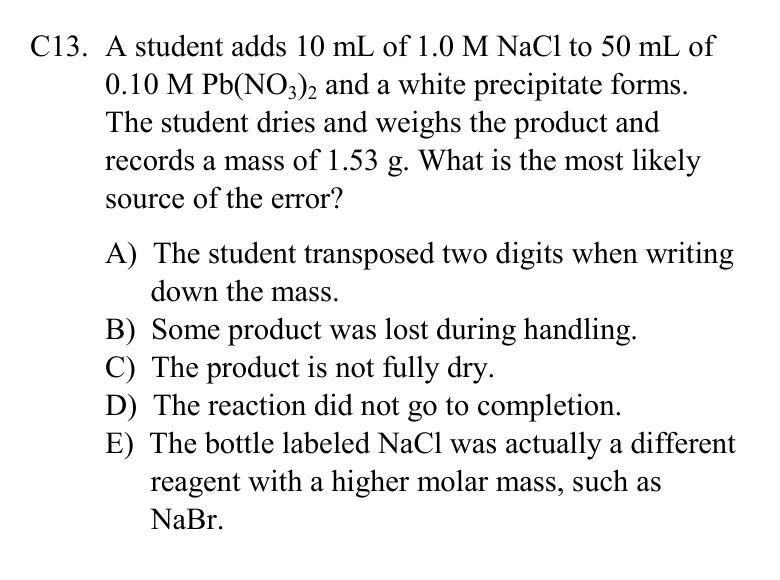 C13. A student adds 10 mL of 1.0 M NaCl to 50 mL of
0.10 M Pb(NO₃)₂ and a white precipitate forms.
The student dries and weighs the product and
records a mass of 1.53 g. What is the most likely
source of the error?
A) The student transposed two digits when writing
down the mass.
B) Some product was lost during handling.
C) The product is not fully dry.
D) The reaction did not go to completion.
E) The bottle labeled NaCl was actually a different
reagent with a higher molar mass, such as
NaBr.